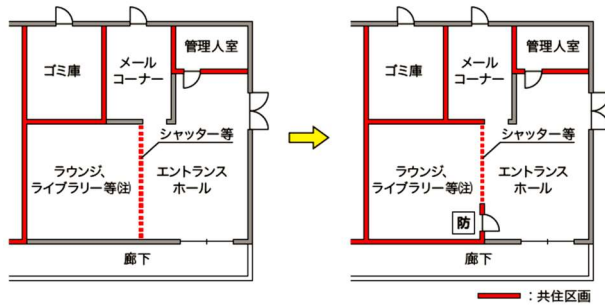 ゴミ庫
メール
コーナー
管理人室
シャッター等
ラウンジ、
ライブラリー等(注)
エントランス
ホール
廊下
ゴミ庫
メール
コーナー
管理人室
シャッター等
ラウンジ、
ライブラリー等(注)
エントランス
ホール
防
廊下
：共住区画